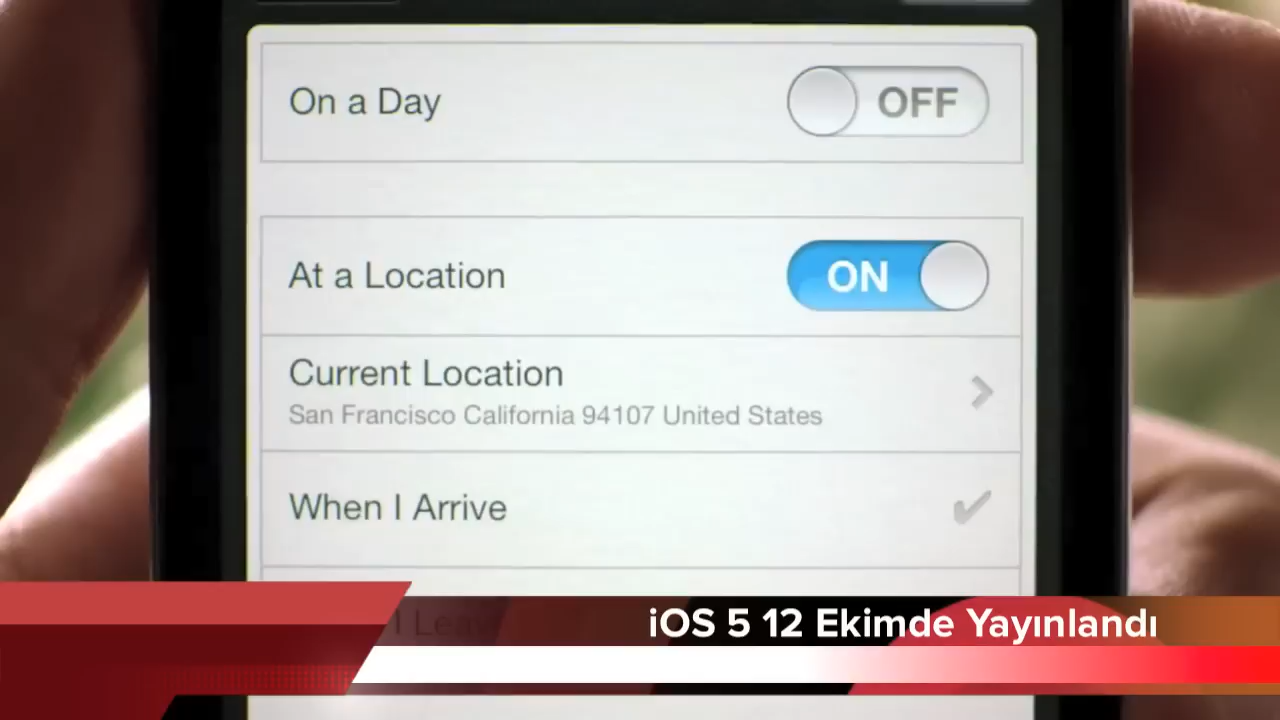 On a Day
OFF
At a Location
ON
Current Location
San Francisco California 94107 United States
When I Arrive
iOS 5 12 Ekimde Yayınlandı